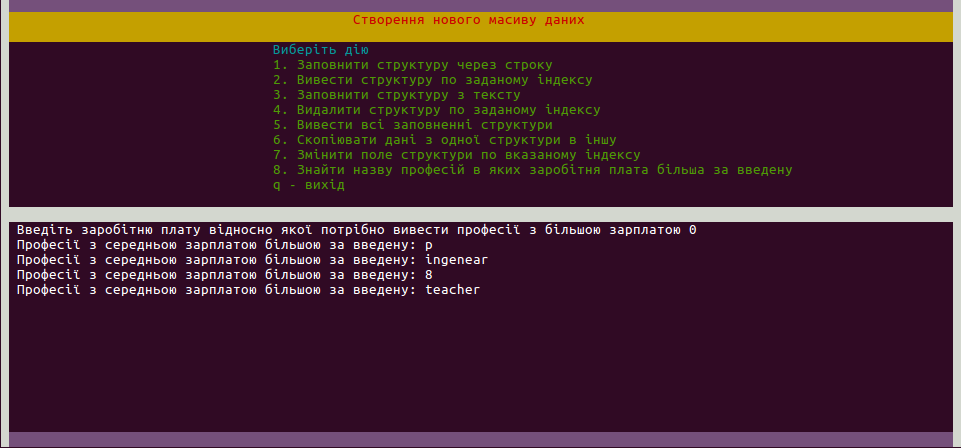 Створення нового масиву даних
Виберіть дію
1. Заповнити структуру через строку
2. Вивести структуру по заданому індексу
3. Заповнити структуру з тексту
4. Видалити структуру по заданому індексу
5. Вивести всі заповненні структури
6. Скопіювати дані з одної структури в іншу
7. Змінити поле структури по вказаному індексу
8. Знайти назву професій в яких заробітня плата більша за введену
q - вихід
Введіть заробітню плату відносно якої потрібно вивести професії з більшою зарплатою 0
Професії з середньою зарплатою більшою за введену: p
Професії з середньою зарплатою більшою за введену: ingenear
Професії з середньою зарплатою більшою за введену: 8
Професії з середньою зарплатою більшою за введену: teacher